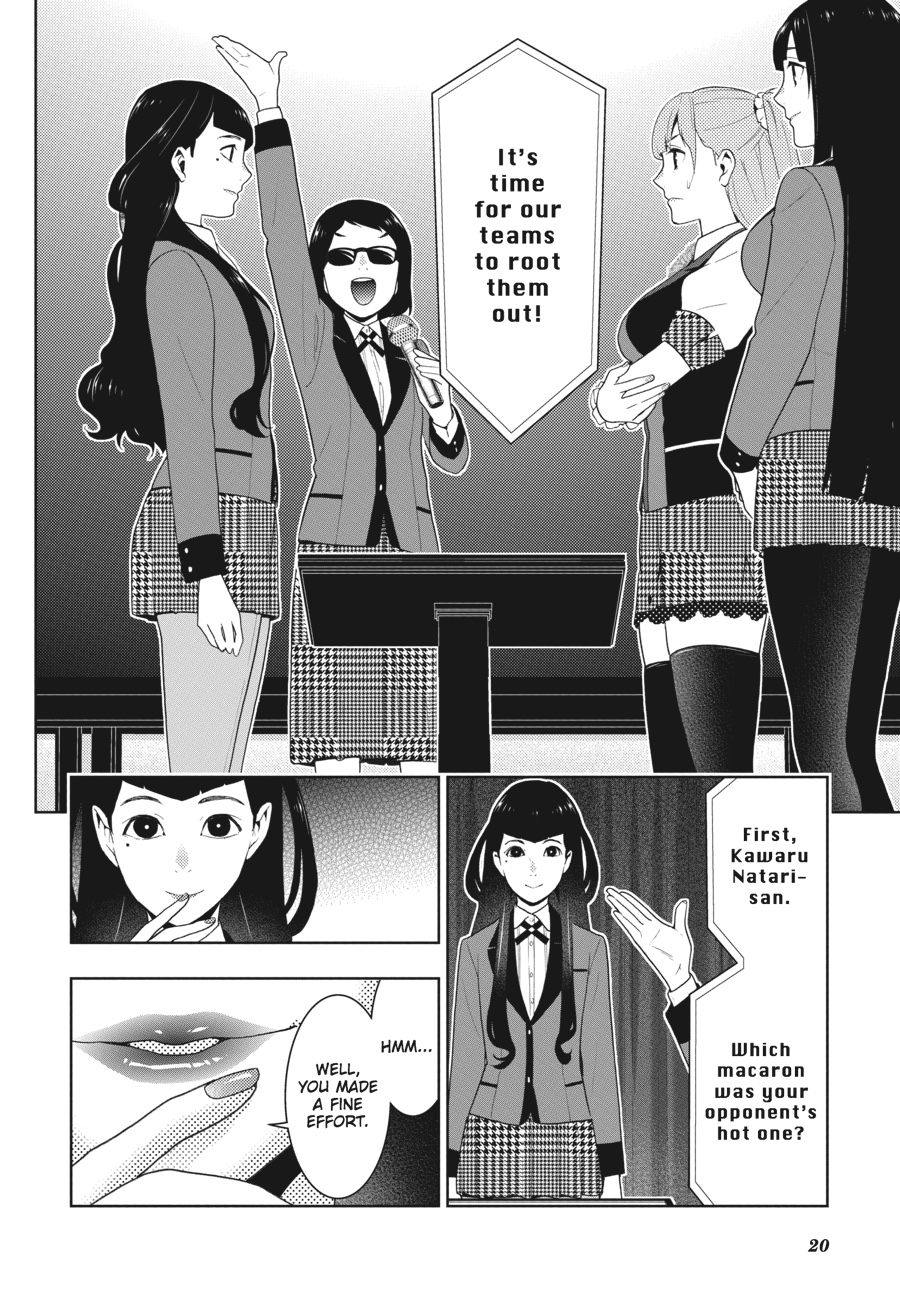 It's
time
for our
teams
to root
them
out!
First,
Kawaru
Natari-
san.
Which
macaron
was your
opponent's
hot one?
HMM...
WELL,
YOU MADE
A FINE
EFFORT.
20